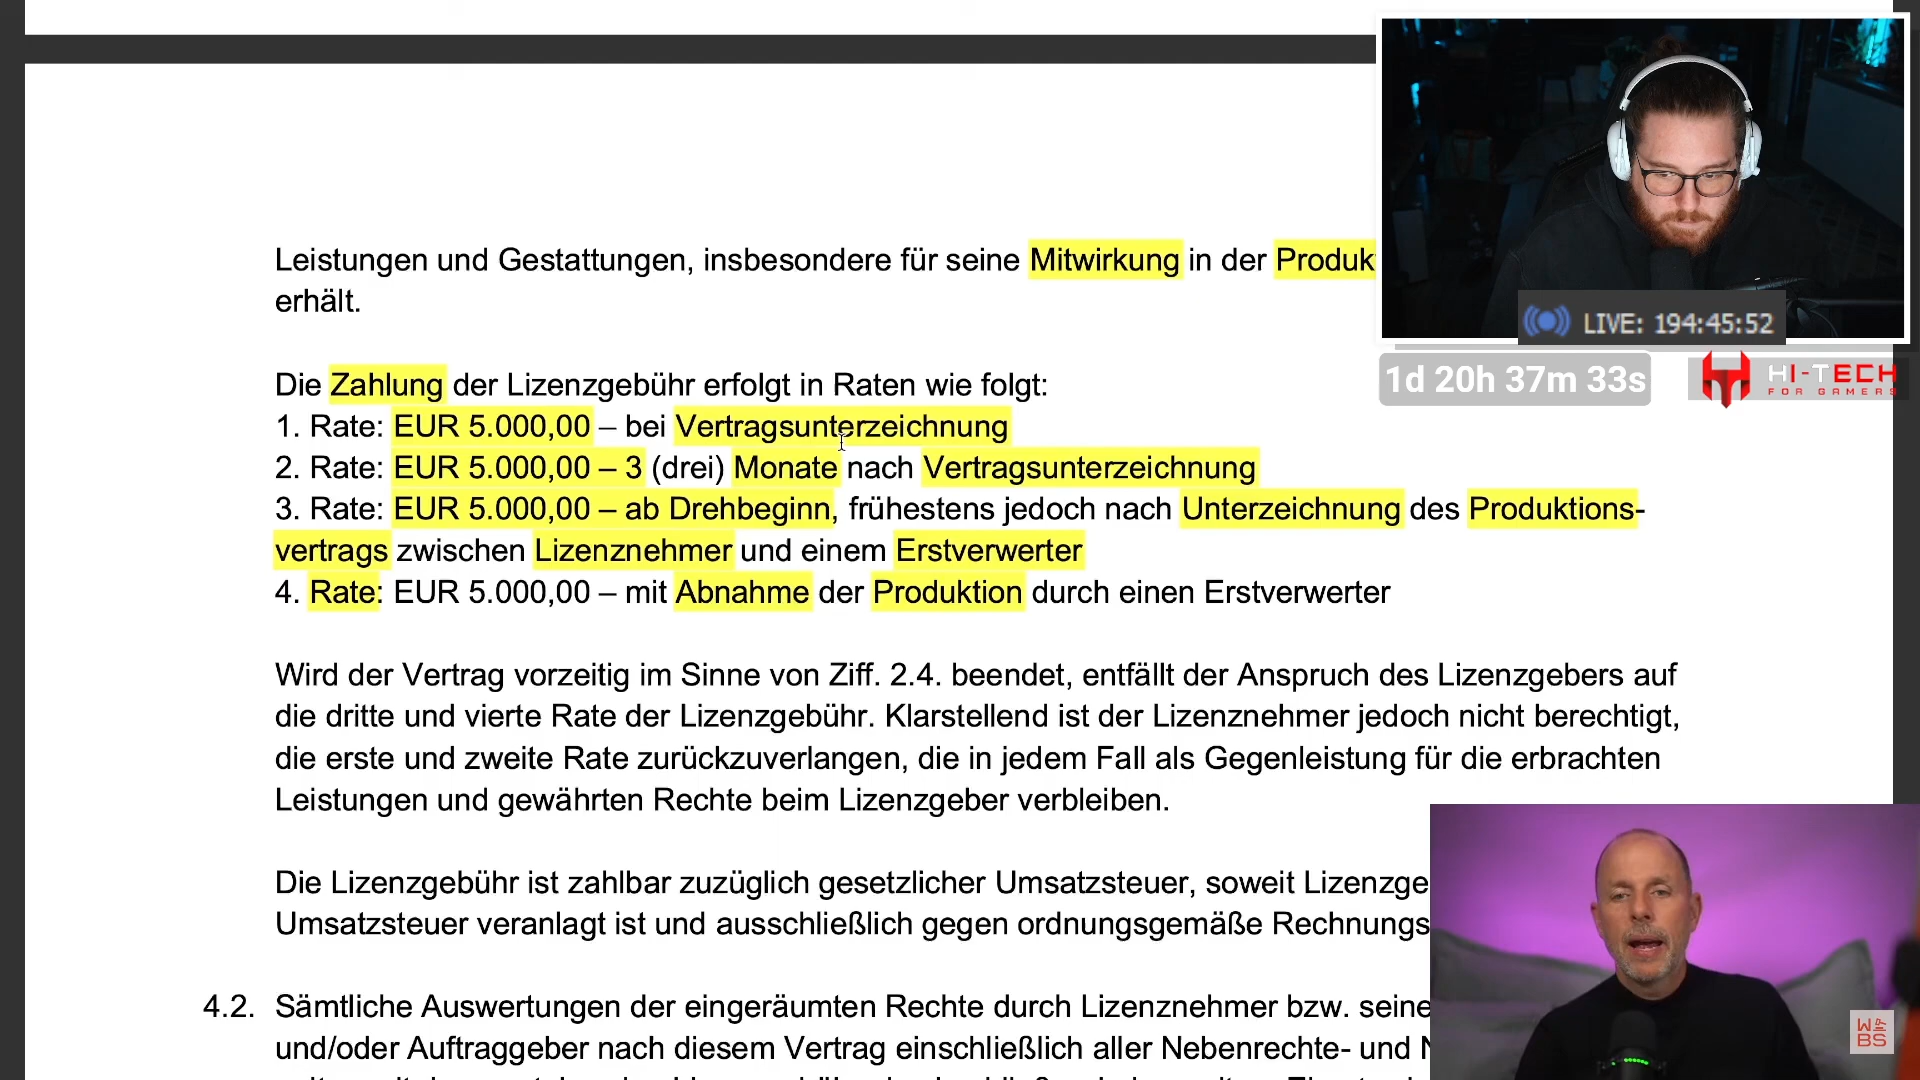 Leistungen und Gestattungen, insbesondere für seine Mitwirkung in der Produk
erhält.
Die Zahlung der Lizenzgebühr erfolgt in Raten wie folgt:
1. Rate: EUR 5.000,00 – bei Vertragsunterzeichnung
2. Rate: EUR 5.000,00 – 3 (drei) Monate nach Vertragsunterzeichnung
3. Rate: EUR 5.000,00 – ab Drehbeginn, frühestens jedoch nach Unterzeichnung des Produktions-
vertrags zwischen Lizenznehmer und einem Erstverwerter
4. Rate: EUR 5.000,00 – mit Abnahme der Produktion durch einen Erstverwerter
Wird der Vertrag vorzeitig im Sinne von Ziff. 2.4. beendet, entfällt der Anspruch des Lizenzgebers auf
die dritte und vierte Rate der Lizenzgebühr. Klarstellend ist der Lizenznehmer jedoch nicht berechtigt,
die erste und zweite Rate zurückzuverlangen, die in jedem Fall als Gegenleistung für die erbrachten
Leistungen und gewährten Rechte beim Lizenzgeber verbleiben.
Die Lizenzgebühr ist zahlbar zuzüglich gesetzlicher Umsatzsteuer, soweit Lizenzge
Umsatzsteuer veranlagt ist und ausschließlich gegen ordnungsgemäße Rechnungs
4.2. Sämtliche Auswertungen der eingeräumten Rechte durch Lizenznehmer bzw. seine
und/oder Auftraggeber nach diesem Vertrag einschließlich aller Nebenrechte- und
LIVE: 194:45:52
1d 20h 37m 33s
HI-TECH
FOR GAMERS
WBS